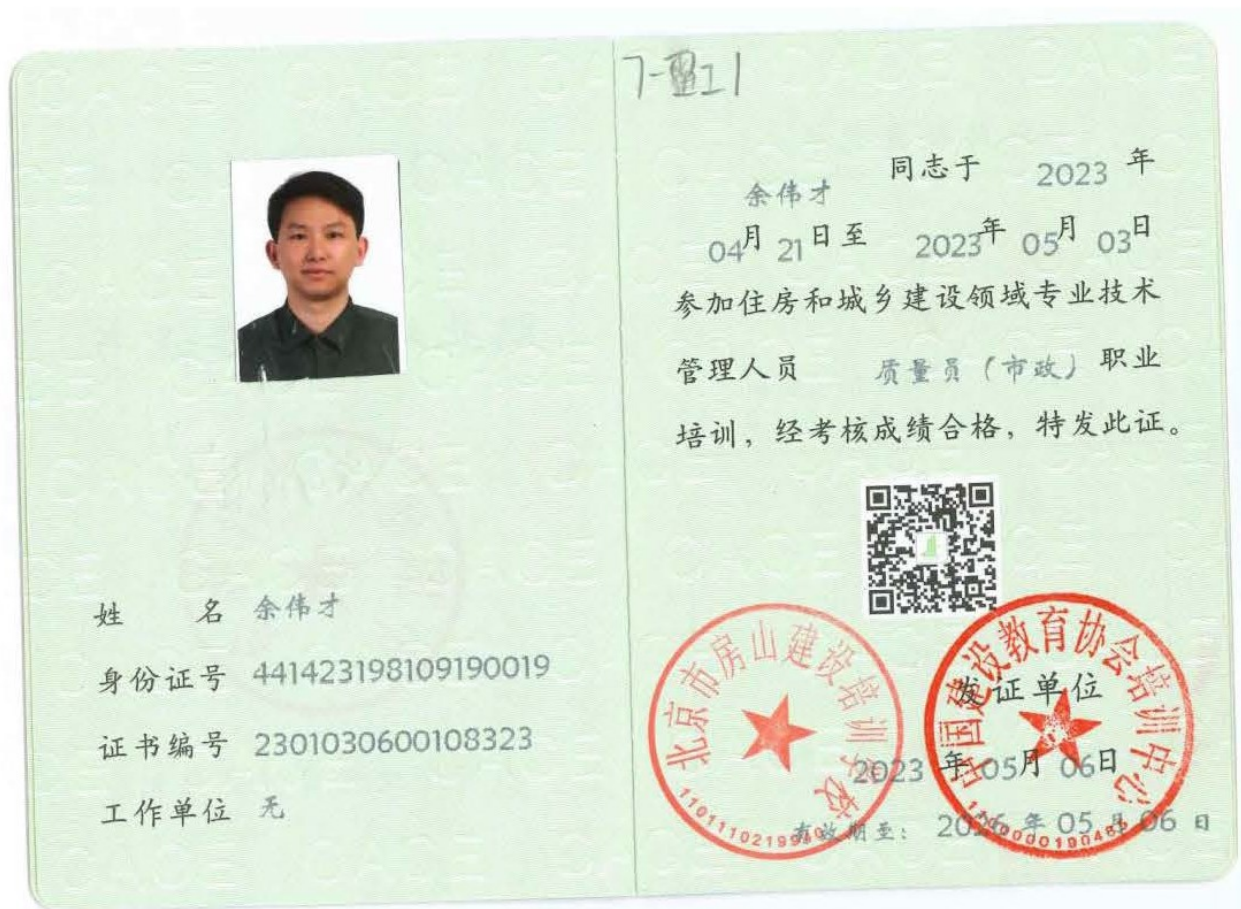 姓 名 余伟才
身份证号 441423198109190019
证书编号 2301030600108323
工作单位 无
余伟才 同志于 2023 年
04月 21日至 2023年 05月 03日
参加住房和城乡建设领域专业技术
管理人员 质量员（市政）职业
培训，经考核成绩合格，特发此证。
北京市房山建设培训学校
中国建设教育协会培训中心
发证单位
2023 年 05月 06日
有效期至： 2026 年 05 月 06 日